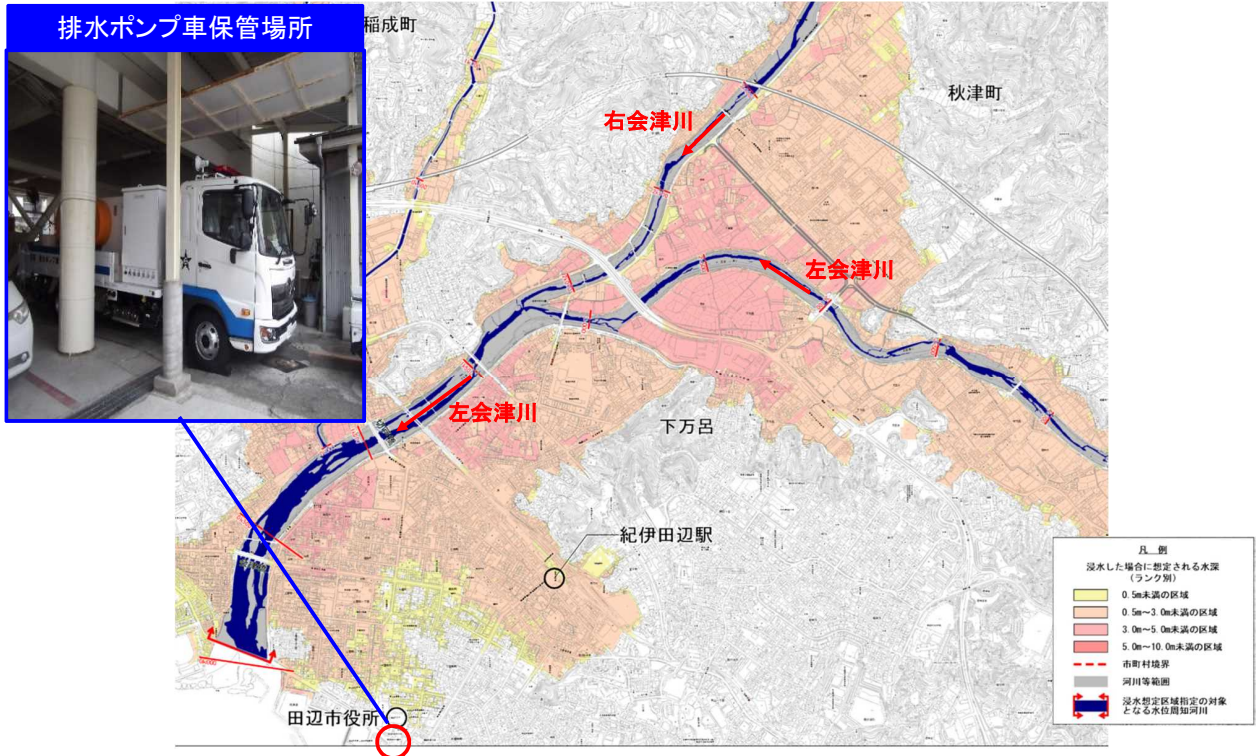 排水ポンプ車保管場所
稲成町
秋津町
右会津川
左会津川
左会津川
下万呂
紀伊田辺駅
田辺市役所
凡 例
浸水した場合に想定される水深
(ランク別)
0.5m未満の区域
0.5m～3.0m未満の区域
3.0m～5.0m未満の区域
5.0m～10.0m未満の区域
市町村境界
河川等範囲
浸水想定区域指定の対象
となる水位周知河川